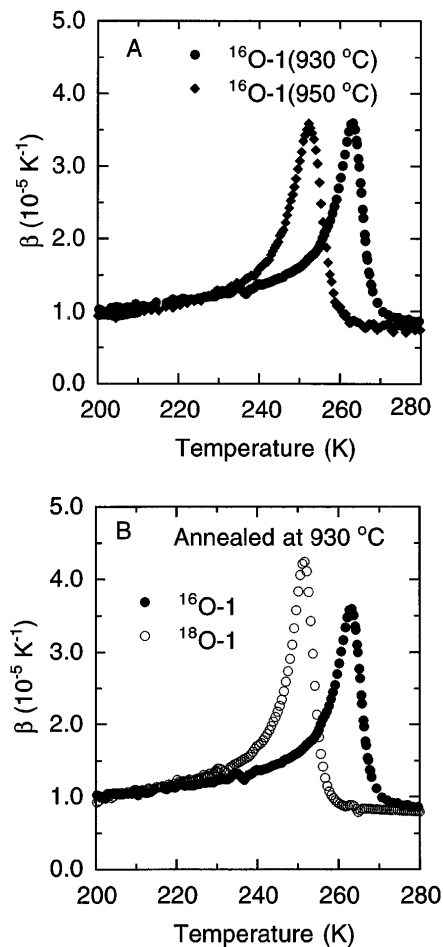 5.0
A
¹⁶O-1(930 °C)
¹⁶O-1(950 °C)
4.0
3.0
β (10⁻⁵ K⁻¹)
2.0
1.0
0.0
200 220 240 260 280
Temperature (K)
5.0
B Annealed at 930 °C
¹⁶O-1
4.0
¹⁸O-1
3.0
β (10⁻⁵ K⁻¹)
2.0
1.0
0.0
200 220 240 260 280
Temperature (K)